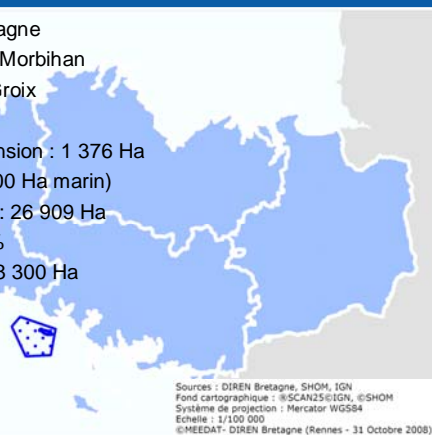 agne
Morbihan
Groix
nsion : 1 376 Ha
00 Ha marin)
: 26 909 Ha
%
3 300 Ha
Sources : DIREN Bretagne, SHOM, IGN
Fond cartographique : ®SCAN25©IGN, ©SHOM
Système de projection : Mercator WGS84
Echelle : 1/100 000
©MEEDAT- DIREN Bretagne (Rennes - 31 Octobre 2008)